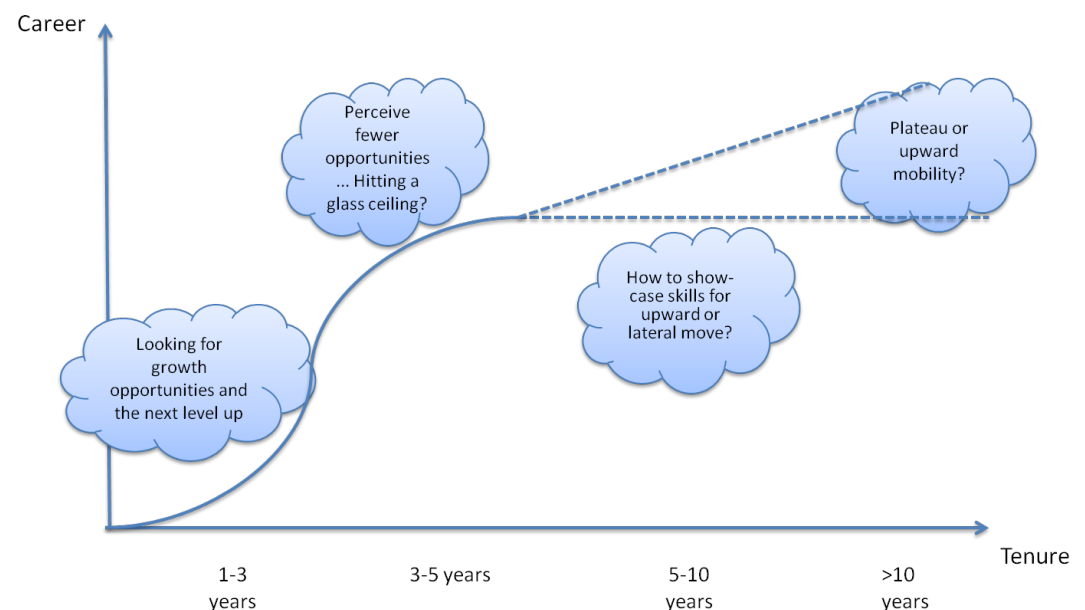 Career
Perceive
fewer
opportunities
... Hitting a
glass ceiling?
Plateau or
upward
mobility?
How to show-
case skills for
upward or
lateral move?
Looking for
growth
opportunities and
the next level up
Tenure
1-3
years
3-5 years
5-10
years
>10
years